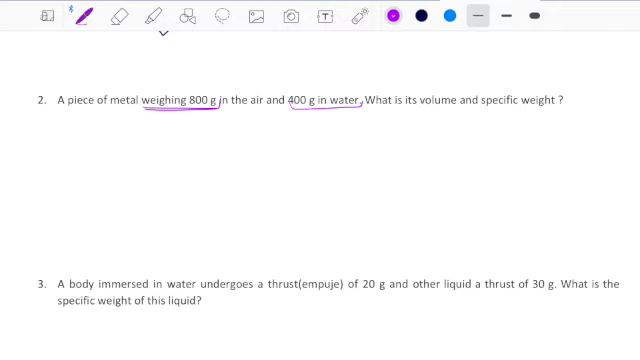 T
2. A piece of metal weighing 800 g in the air and 400 g in water. What is its volume and specific weight ?
3. A body immersed in water undergoes a thrust(empuje) of 20 g and other liquid a thrust of 30 g. What is the
specific weight of this liquid?